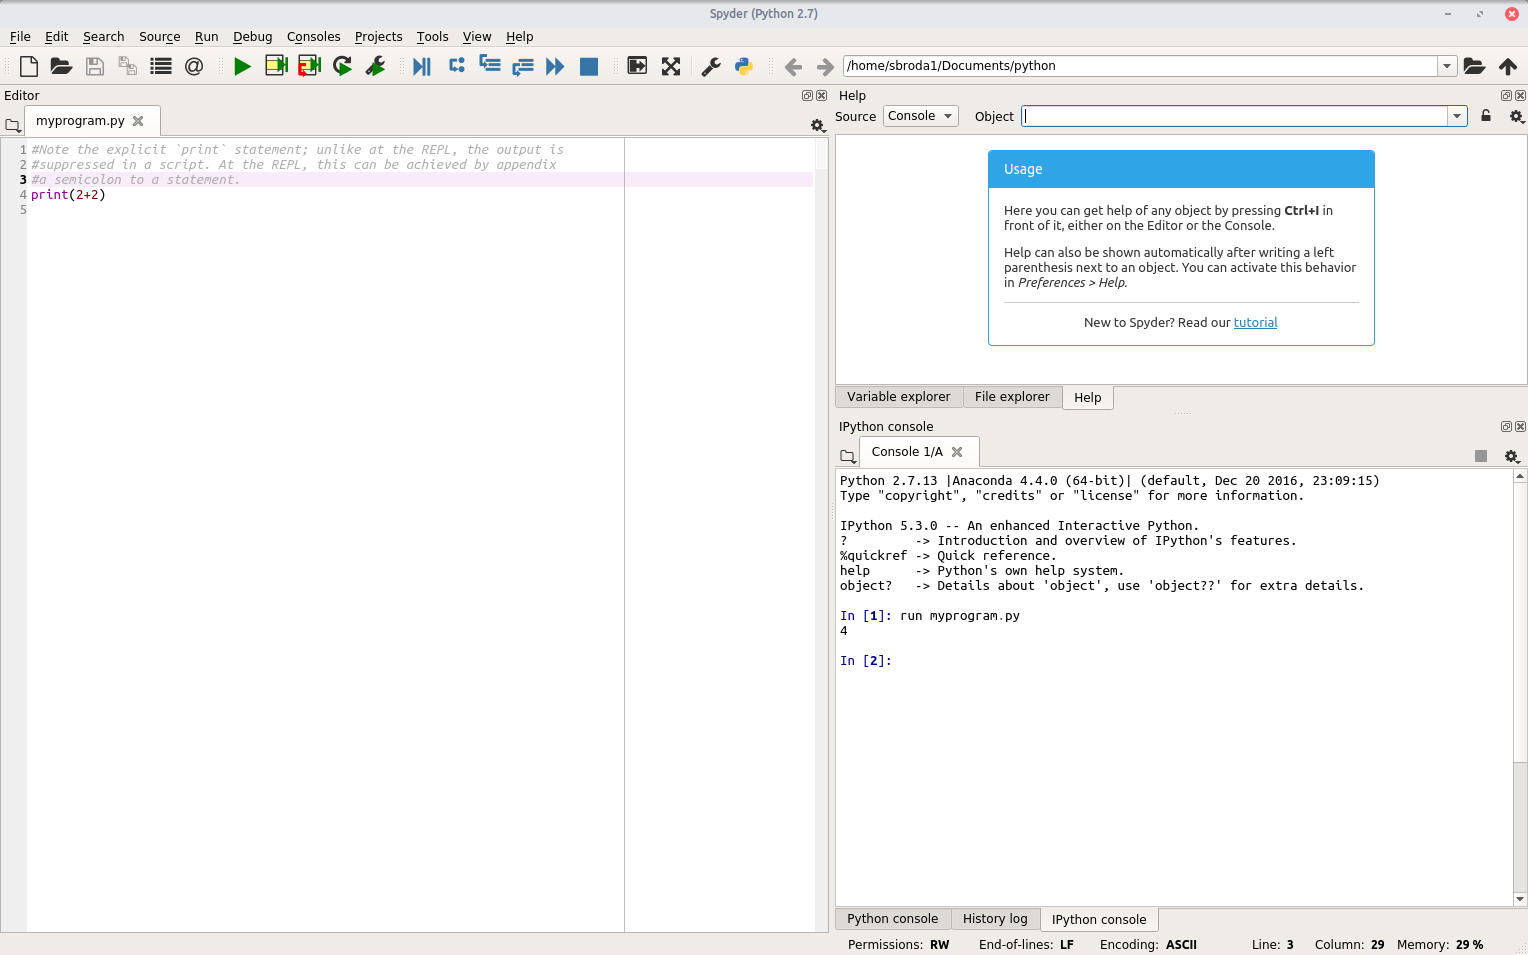 Spyder (Python 2.7)
File Edit Search Source Run Debug Consoles Projects Tools View Help
/home/sbroda1/Documents/python
Editor
myprogram.py
1 #Note the explicit `print` statement; unlike at the REPL, the output is
2 #suppressed in a script. At the REPL, this can be achieved by appendix
3 #a semicolon to a statement.
4 print(2+2)
5
Help
Source Console Object
Usage
Here you can get help of any object by pressing Ctrl+I in
front of it, either on the Editor or the Console.
Help can also be shown automatically after writing a left
parenthesis next to an object. You can activate this behavior
in Preferences > Help.
New to Spyder? Read our tutorial
Variable explorer File explorer Help
IPython console
Console 1/A
Python 2.7.13 |Anaconda 4.4.0 (64-bit)| (default, Dec 20 2016, 23:09:15)
Type "copyright", "credits" or "license" for more information.
IPython 5.3.0 -- An enhanced Interactive Python.
? -> Introduction and overview of IPython's features.
%quickref -> Quick reference.
help -> Python's own help system.
object? -> Details about 'object', use 'object??' for extra details.
In [1]: run myprogram.py
4
In [2]:
Python console History log IPython console
Permissions: RW End-of-lines: LF Encoding: ASCII Line: 3 Column: 29 Memory: 29 %